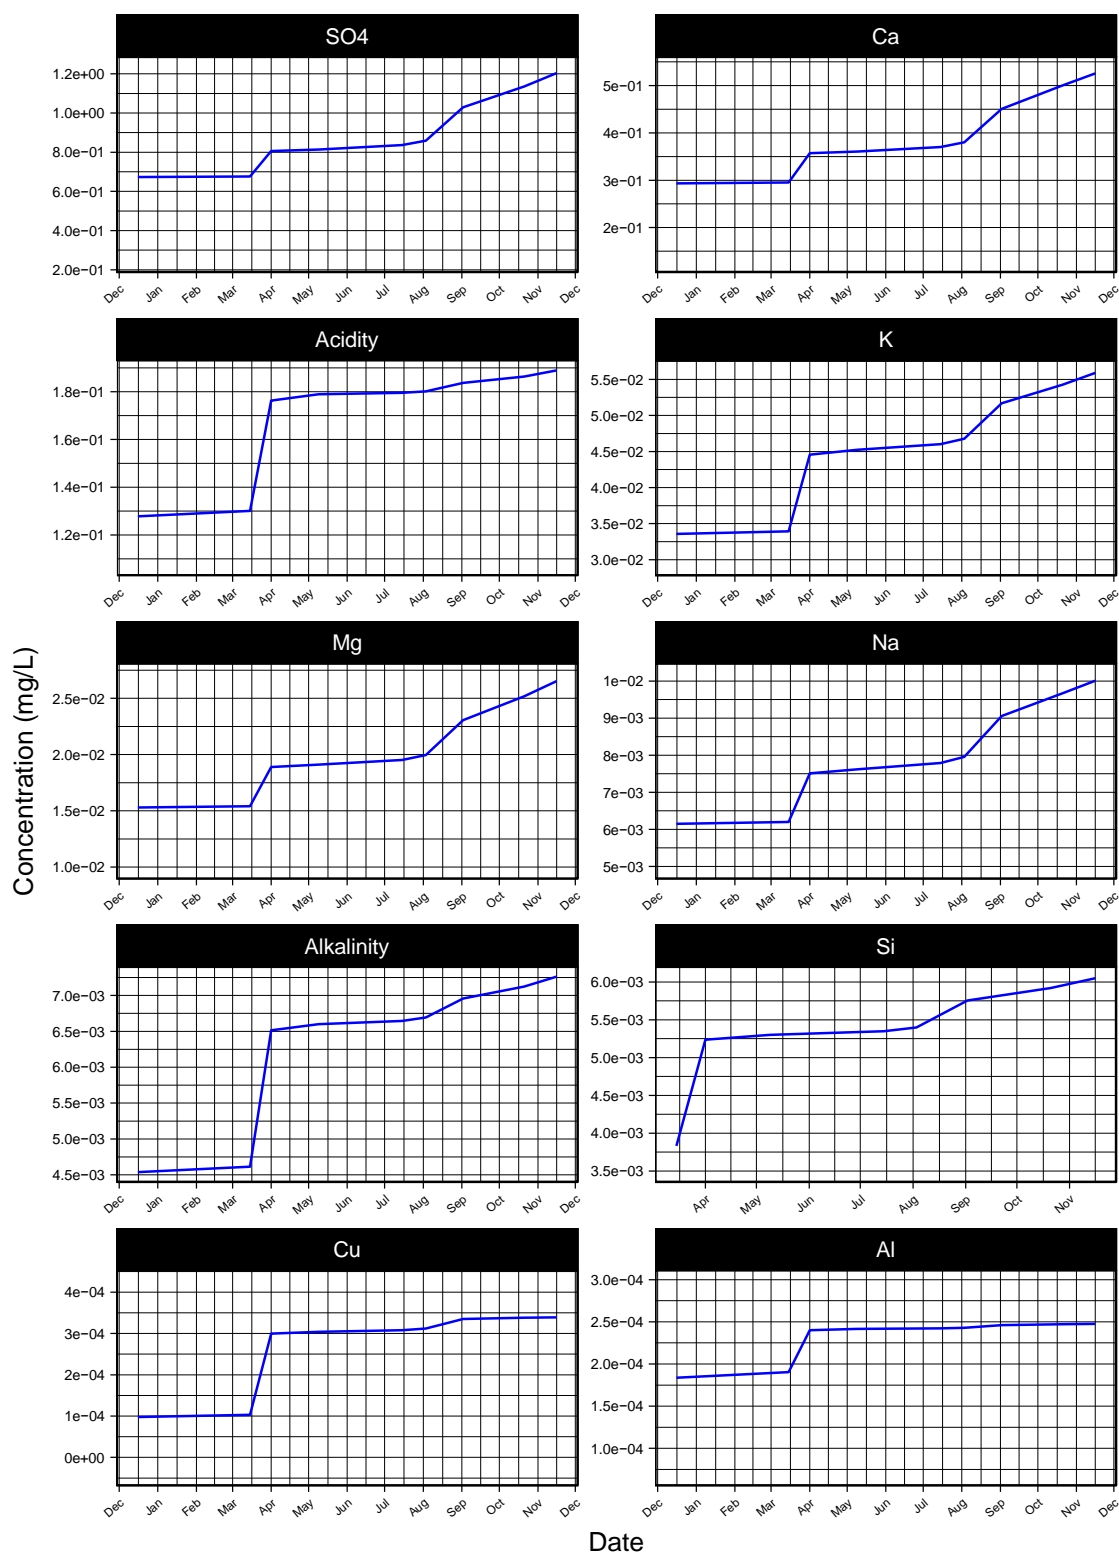 SO4
1.2e+00
1.0e+00
8.0e−01
6.0e−01
4.0e−01
2.0e−01
Dec Jan Feb Mar Apr May Jun Jul Aug Sep Oct Nov Dec
Ca
5e−01
4e−01
3e−01
2e−01
Dec Jan Feb Mar Apr May Jun Jul Aug Sep Oct Nov Dec
Acidity
1.8e−01
1.6e−01
1.4e−01
1.2e−01
Dec Jan Feb Mar Apr May Jun Jul Aug Sep Oct Nov Dec
K
5.5e−02
5.0e−02
4.5e−02
4.0e−02
3.5e−02
3.0e−02
Dec Jan Feb Mar Apr May Jun Jul Aug Sep Oct Nov Dec
Concentration (mg/L)
Mg
2.5e−02
2.0e−02
1.5e−02
1.0e−02
Dec Jan Feb Mar Apr May Jun Jul Aug Sep Oct Nov Dec
Na
1e−02
9e−03
8e−03
7e−03
6e−03
5e−03
Dec Jan Feb Mar Apr May Jun Jul Aug Sep Oct Nov Dec
Alkalinity
7.0e−03
6.5e−03
6.0e−03
5.5e−03
5.0e−03
4.5e−03
Dec Jan Feb Mar Apr May Jun Jul Aug Sep Oct Nov Dec
Si
6.0e−03
5.5e−03
5.0e−03
4.5e−03
4.0e−03
3.5e−03
Apr May Jun Jul Aug Sep Oct Nov
Cu
4e−04
3e−04
2e−04
1e−04
0e+00
Dec Jan Feb Mar Apr May Jun Jul Aug Sep Oct Nov Dec
Al
3.0e−04
2.5e−04
2.0e−04
1.5e−04
1.0e−04
Dec Jan Feb Mar Apr May Jun Jul Aug Sep Oct Nov Dec
Date